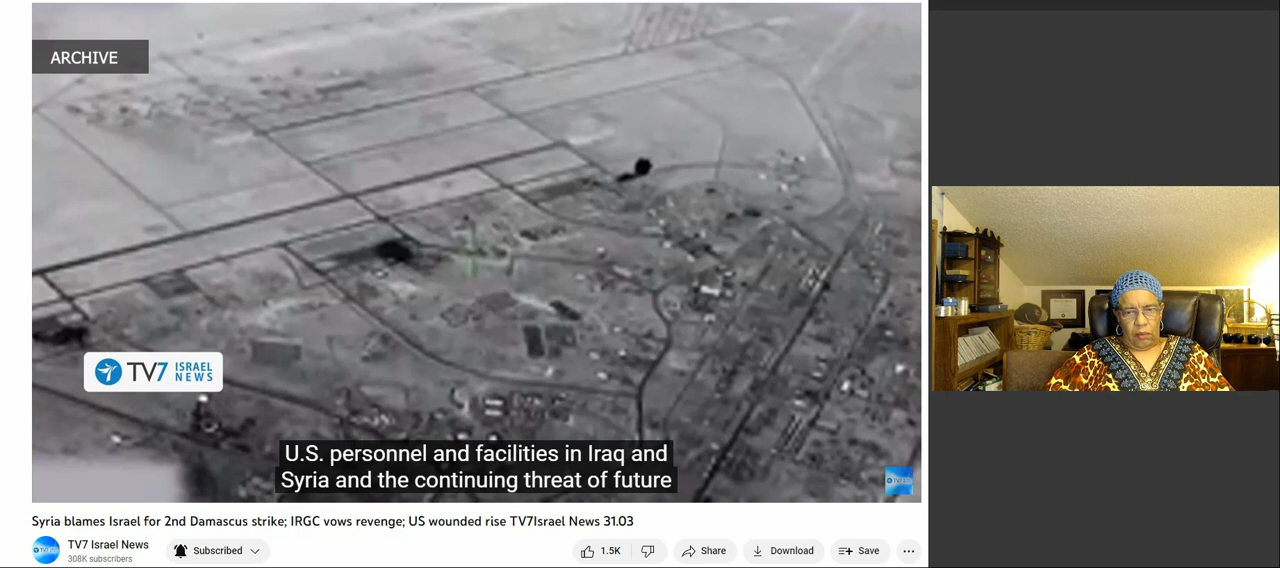 ARCHIVE
TV7 ISRAEL
NEWS
U.S. personnel and facilities in Iraq and
Syria and the continuing threat of future
Syria blames Israel for 2nd Damascus strike; IRGC vows revenge; US wounded rise TV7Israel News 31.03
TV7 Israel News
308K subscribers
Subscribed
1.5K
Share
Download
Save